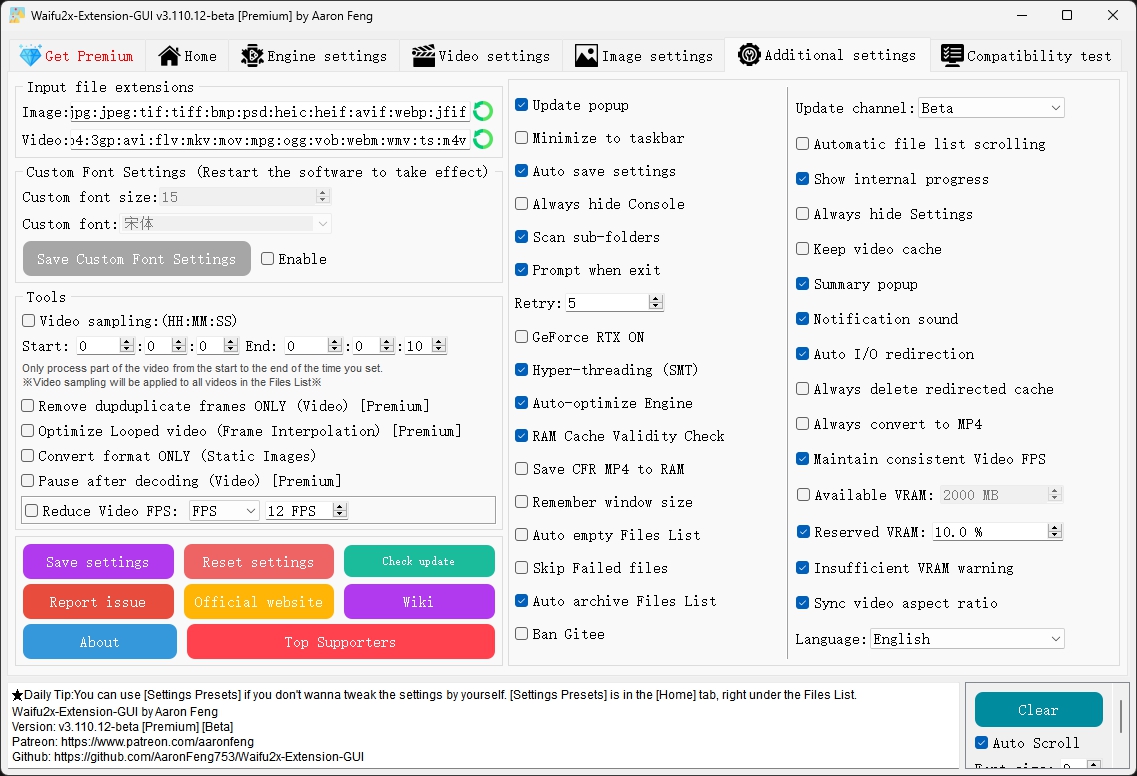 Waifu2x-Extension-GUI v3.110.12-beta [Premium] by Aaron Feng
Get Premium
Home
Engine settings
Video settings
Image settings
Additional settings
Compatibility test
Input file extensions
Image:jpg:jpeg:tif:tiff:bmp:psd:heic:heif:avif:webp:jfif
Video:p4:3gp:avi:flv:mkv:mov:mpg:ogg:vob:webm:wmv:ts:m4v
Custom Font Settings (Restart the software to take effect)
Custom font size: 15
Custom font: 宋体
Save Custom Font Settings
Enable
Tools
Video sampling:(HH:MM:SS)
Start: 0 :0 :0 End: 0 :0 :10
Only process part of the video from the start to the end of the time you set.
※Video sampling will be applied to all videos in the Files List※
Remove dupduplicate frames ONLY (Video) [Premium]
Optimize Looped video (Frame Interpolation) [Premium]
Convert format ONLY (Static Images)
Pause after decoding (Video) [Premium]
Reduce Video FPS: FPS 12 FPS
Save settings
Reset settings
Check update
Report issue
Official website
Wiki
About
Top Supporters
Update popup
Minimize to taskbar
Auto save settings
Always hide Console
Scan sub-folders
Prompt when exit
Retry: 5
GeForce RTX ON
Hyper-threading (SMT)
Auto-optimize Engine
RAM Cache Validity Check
Save CFR MP4 to RAM
Remember window size
Auto empty Files List
Skip Failed files
Auto archive Files List
Ban Gitee
Update channel: Beta
Automatic file list scrolling
Show internal progress
Always hide Settings
Keep video cache
Summary popup
Notification sound
Auto I/O redirection
Always delete redirected cache
Always convert to MP4
Maintain consistent Video FPS
Available VRAM: 2000 MB
Reserved VRAM: 10.0 %
Insufficient VRAM warning
Sync video aspect ratio
Language: English
★Daily Tip:You can use [Settings Presets] if you don't wanna tweak the settings by yourself. [Settings Presets] is in the [Home] tab, right under the Files List.
Waifu2x-Extension-GUI by Aaron Feng
Version: v3.110.12-beta [Premium] [Beta]
Patreon: https://www.patreon.com/aaronfeng
Github: https://github.com/AaronFeng753/Waifu2x-Extension-GUI
Clear
Auto Scroll
Font size: 9